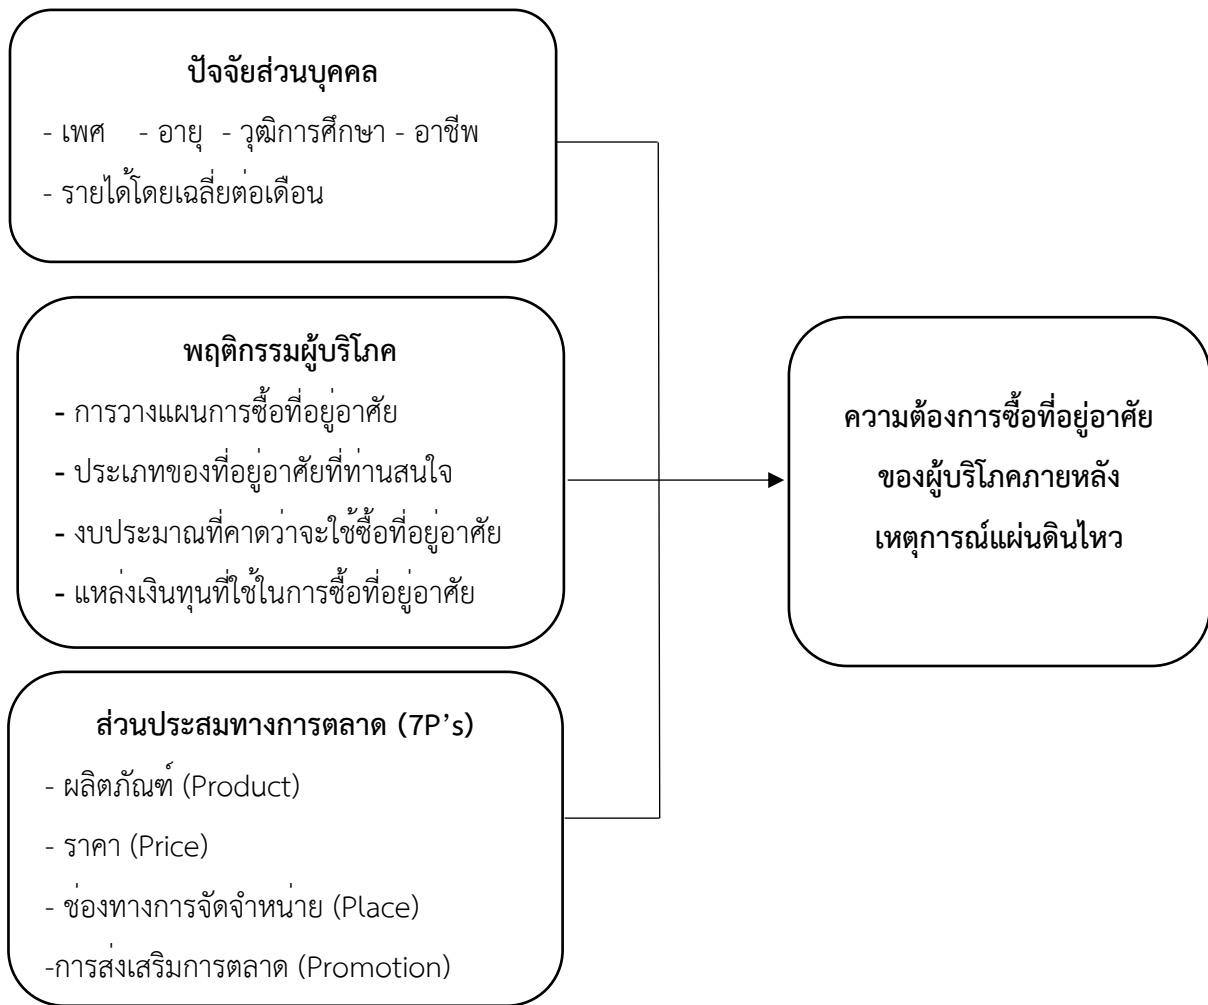 ปัจจัยส่วนบุคคล
- เพศ - อายุ - วุฒิการศึกษา - อาชีพ
- รายได้โดยเฉลี่ยต่อเดือน
พฤติกรรมผู้บริโภค
- การวางแผนการซื้อที่อยู่อาศัย
- ประเภทของที่อยู่อาศัยที่ท่านสนใจ
- งบประมาณที่คาดว่าจะใช้ซื้อที่อยู่อาศัย
- แหล่งเงินทุนที่ใช้ในการซื้อที่อยู่อาศัย
ส่วนประสมทางการตลาด (7P's)
- ผลิตภัณฑ์ (Product)
- ราคา (Price)
- ช่องทางการจัดจำหน่าย (Place)
-การส่งเสริมการตลาด (Promotion)
ความต้องการซื้อที่อยู่อาศัย
ของผู้บริโภคภายหลัง
เหตุการณ์แผ่นดินไหว